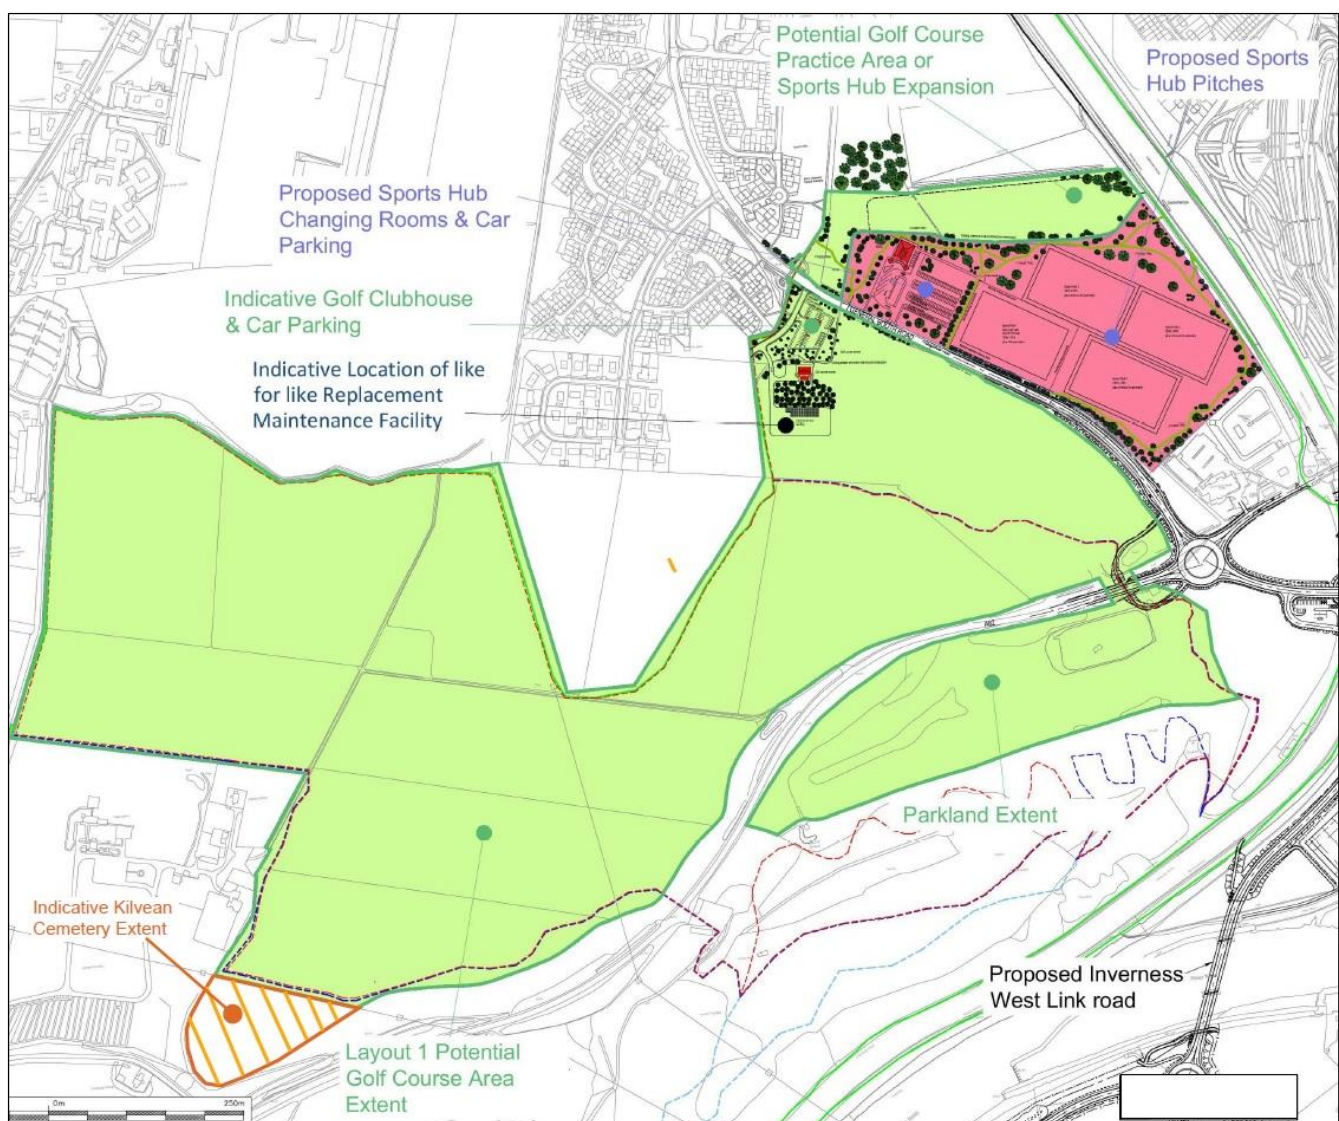 Potential Golf Course
Practice Area or
Sports Hub Expansion
Proposed Sports
Hub Pitches
Proposed Sports Hub
Changing Rooms & Car
Parking
Indicative Golf Clubhouse
& Car Parking
Indicative Location of like
for like Replacement
Maintenance Facility
A82
Parkland Extent
Indicative Kilvean
Cemetery Extent
Proposed Inverness
West Link road
Layout 1 Potential
Golf Course Area
Extent
0m
250m